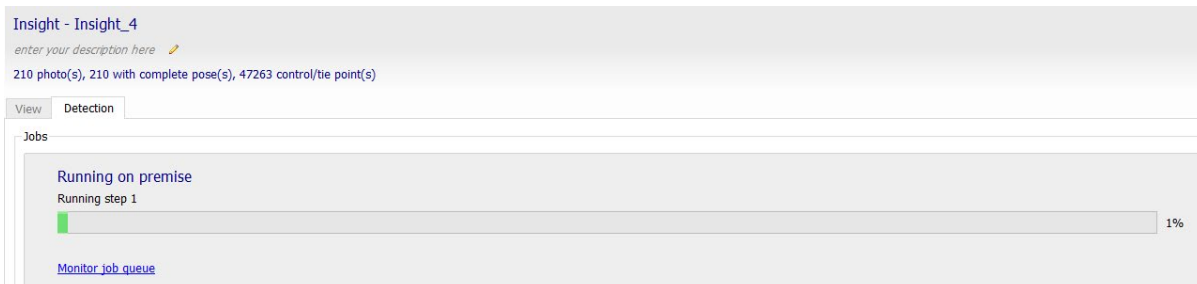 Insight - Insight_4
enter your description here
210 photo(s), 210 with complete pose(s), 47263 control/tie point(s)
View Detection
Jobs
Running on premise
Running step 1
1%
Monitor job queue